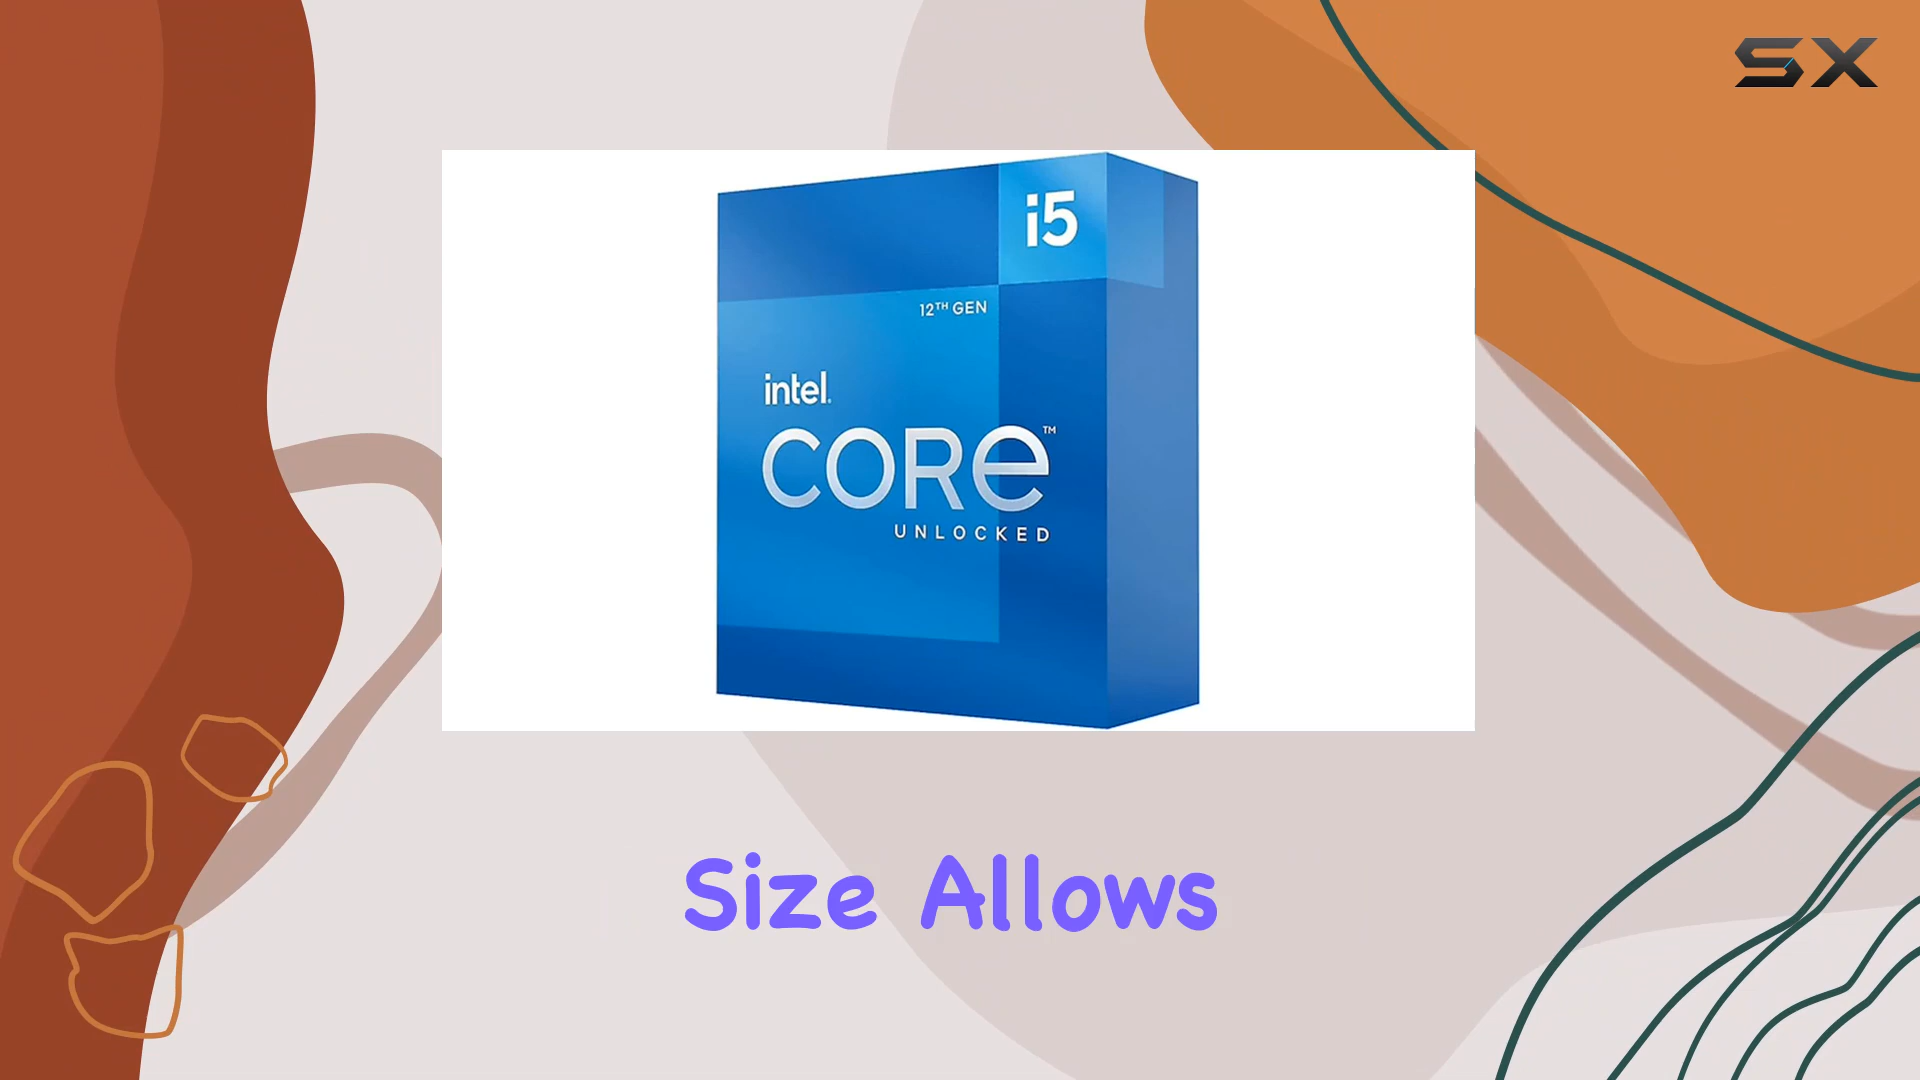 SX
i5
12TH GEN
intel.
CORe™
UNLOCKED
Size Allows